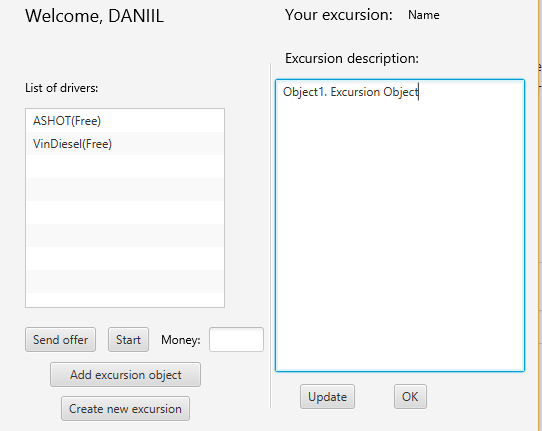 Welcome, DANIIL
Your excursion: Name
Excursion description:
List of drivers:
ASHOT(Free)
VinDiesel(Free)
Object1. Excursion Object
Send offer
Start
Money:
Add excursion object
Create new excursion
Update
OK